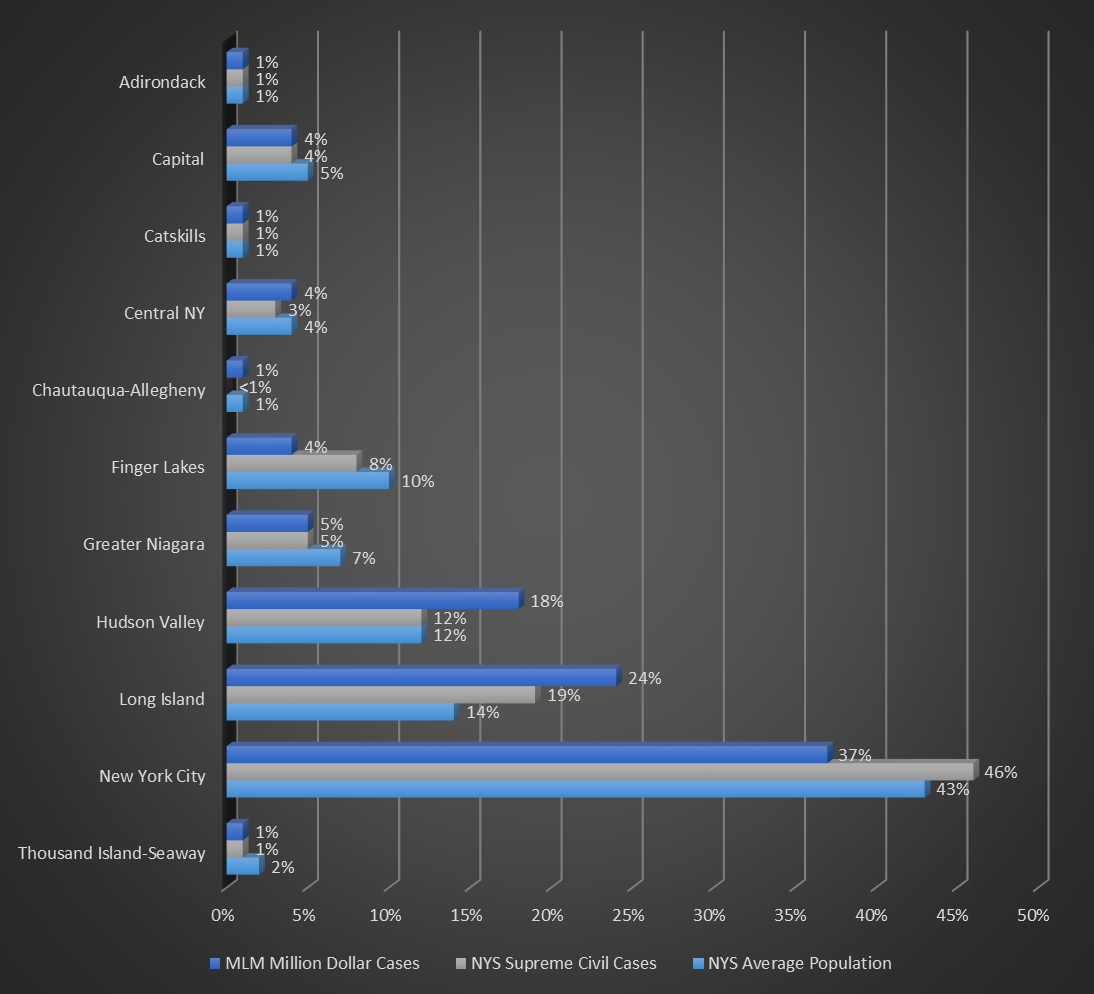 Adirondack
1%
1%
1%
Capital
4%
4%
5%
Catskills
1%
1%
1%
Central NY
4%
3%
4%
Chautauqua-Allegheny
1%
<1%
1%
Finger Lakes
4%
8%
10%
Greater Niagara
5%
5%
7%
Hudson Valley
18%
12%
12%
Long Island
24%
19%
14%
New York City
37%
46%
43%
Thousand Island-Seaway
1%
1%
2%
0% 5% 10% 15% 20% 25% 30% 35% 40% 45% 50%
MLM Million Dollar Cases NYS Supreme Civil Cases NYS Average Population